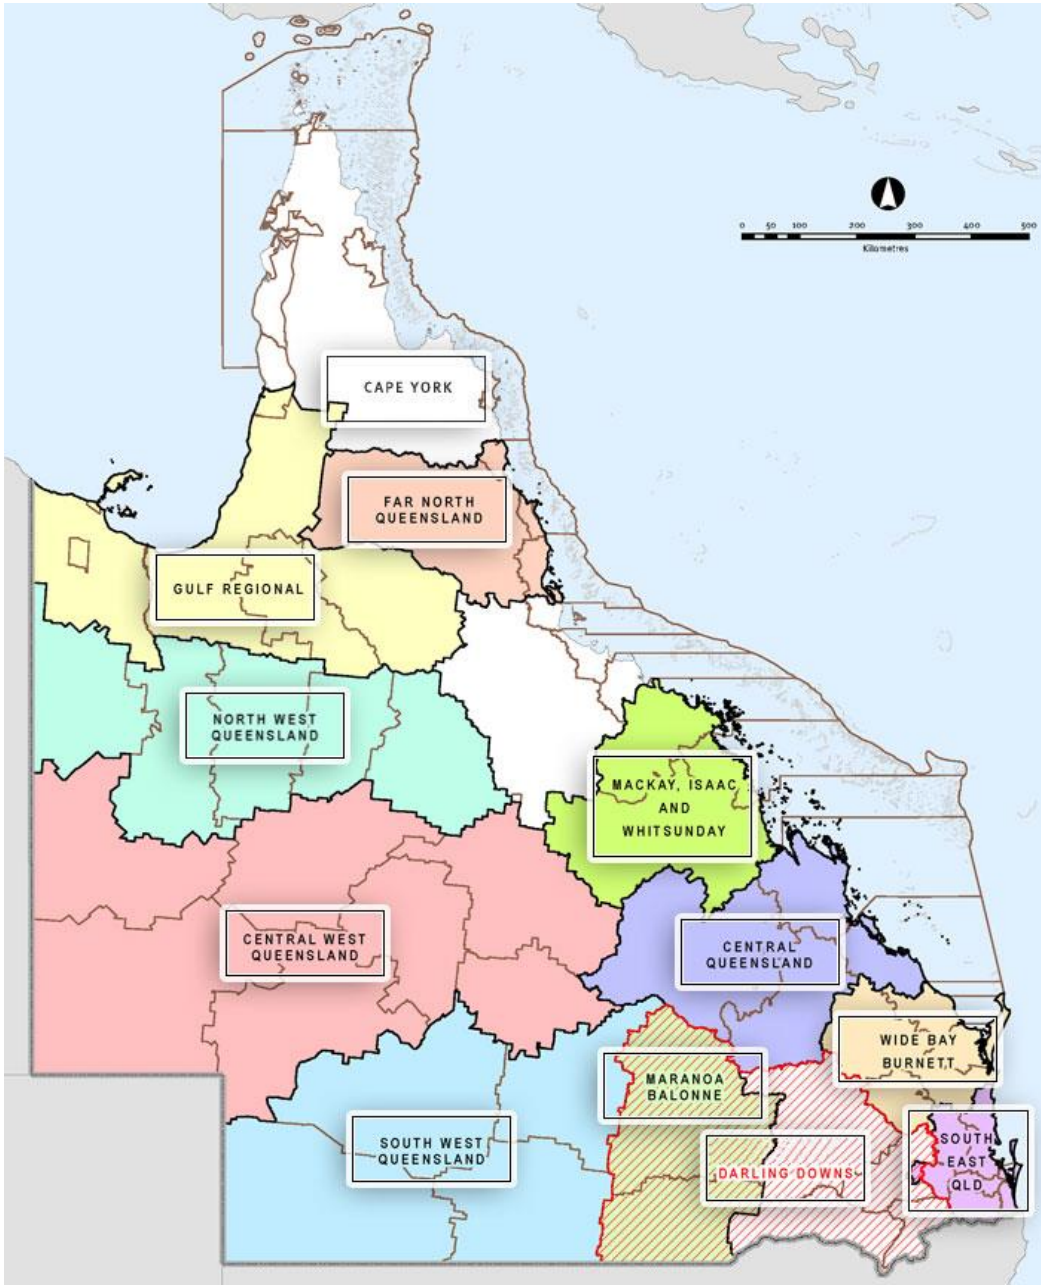 0 50 100 200 300 400 500
Kilometres
CAPE YORK
FAR NORTH
QUEENSLAND
GULF REGIONAL
NORTH WEST
QUEENSLAND
MACKAY, ISAAC
AND
WHITSUNDAY
CENTRAL WEST
QUEENSLAND
CENTRAL
QUEENSLAND
WIDE BAY
BURNETT
MARANOA
BALONNE
SOUTH WEST
QUEENSLAND
DARLING DOWNS
SOUTH
EAST
QLD